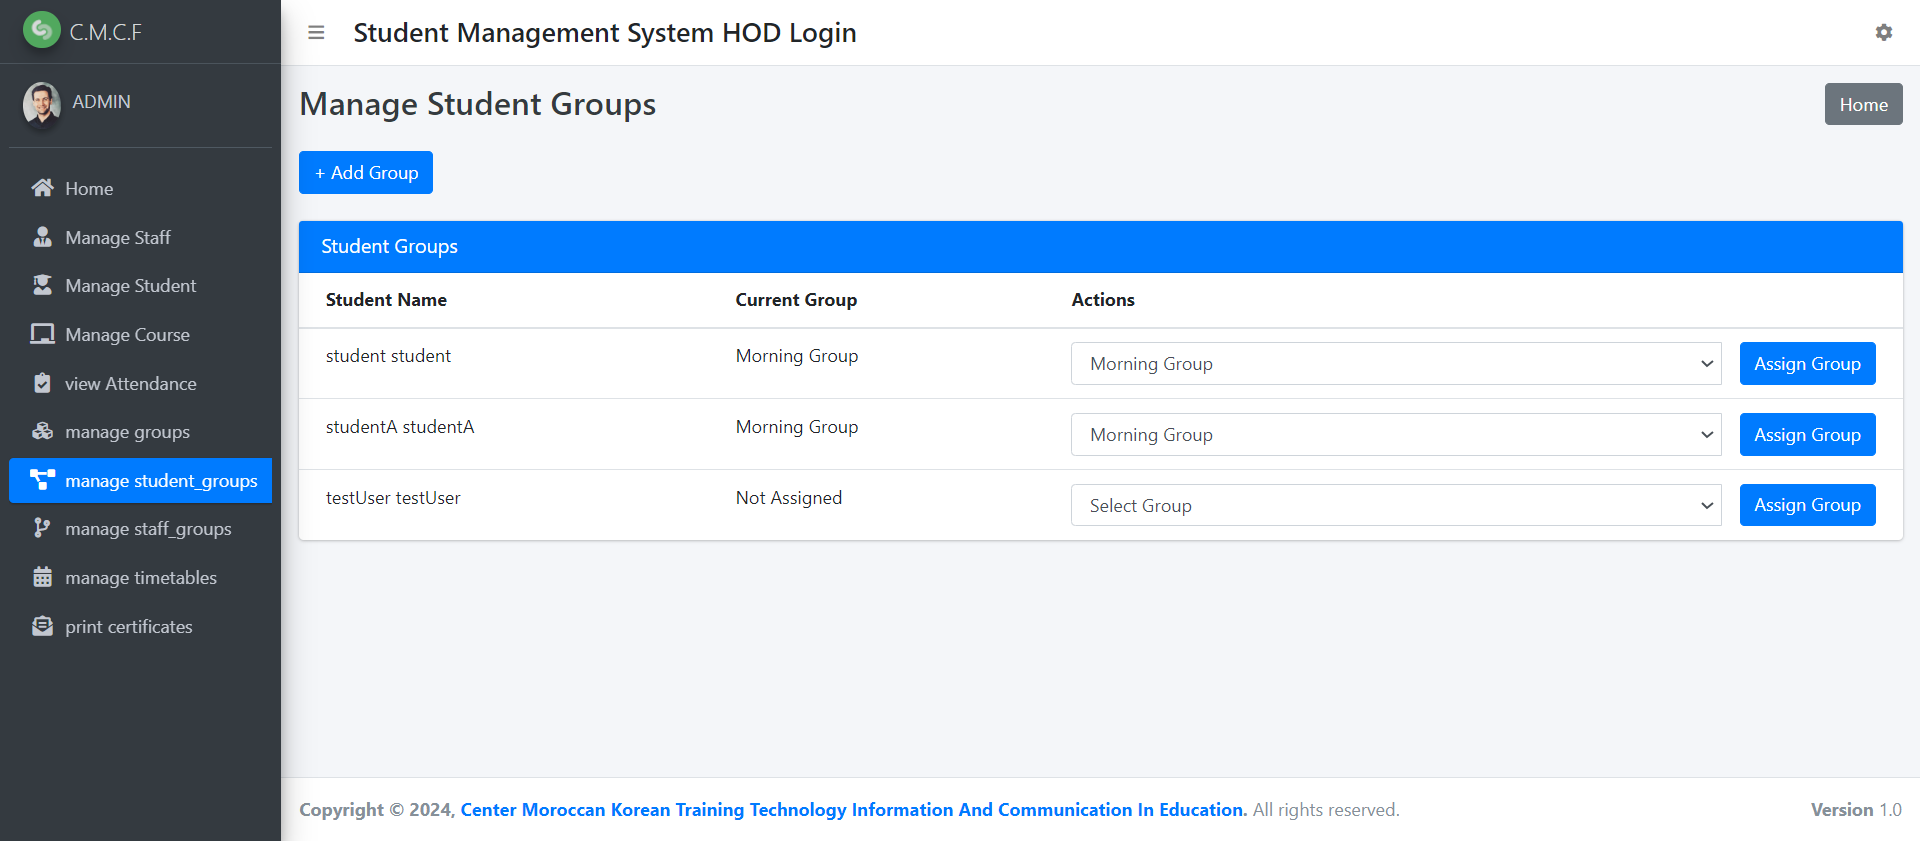 C.M.C.F
Student Management System HOD Login
ADMIN
Home
Manage Staff
Manage Student
Manage Course
view Attendance
manage groups
manage student_groups
manage staff_groups
manage timetables
print certificates
Manage Student Groups
Home
+ Add Group
Student Groups
Student Name Current Group Actions
student student Morning Group Morning Group Assign Group
studentA studentA Morning Group Morning Group Assign Group
testUser testUser Not Assigned Select Group Assign Group
Copyright © 2024, Center Moroccan Korean Training Technology Information And Communication In Education. All rights reserved. Version 1.0